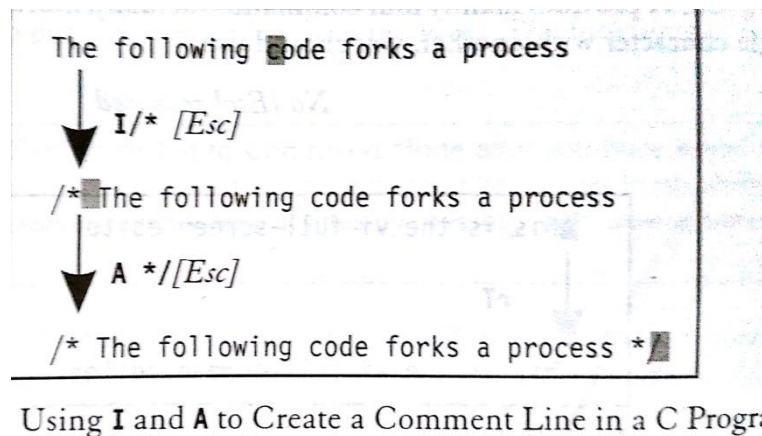 The following code forks a process
I/* [Esc]
/* The following code forks a process
A */[Esc]
/* The following code forks a process */
Using I and A to Create a Comment Line in a C Progra